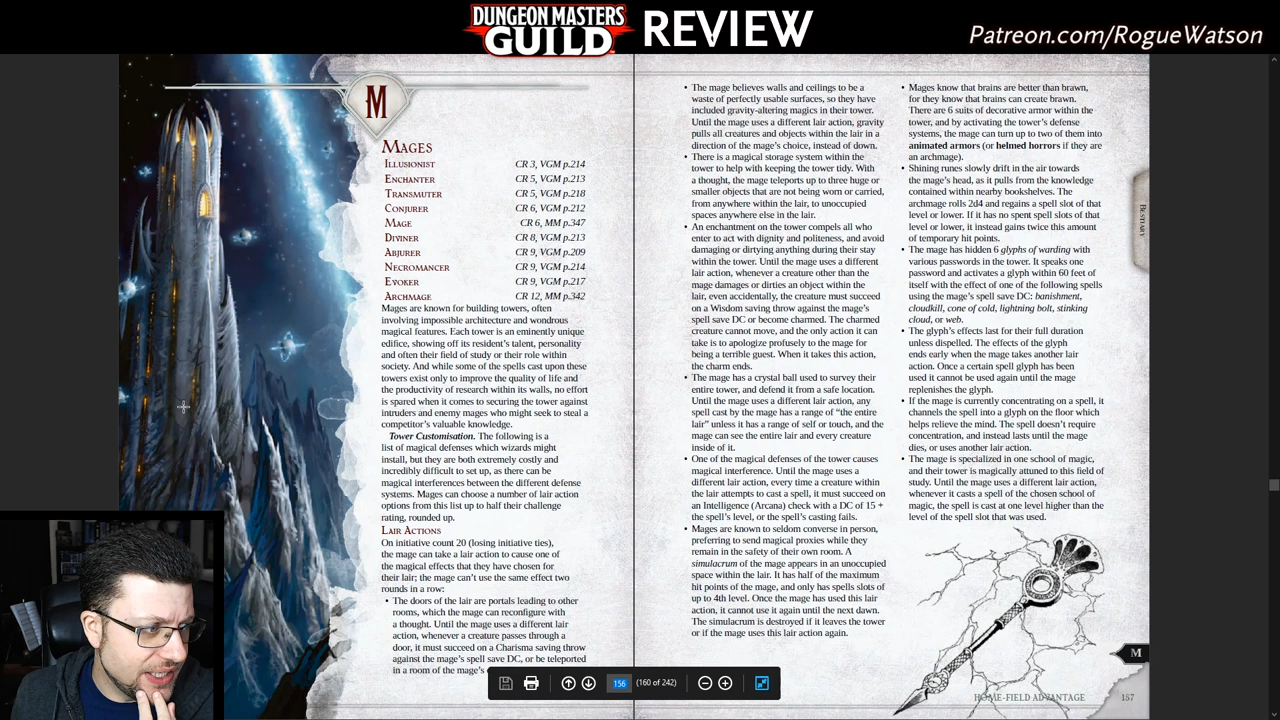 DUNGEON MASTERS
GUILD
REVIEW
Patreon.com/RogueWatson
M
MAGES
ILLUSIONIST CR 3, VGM p.214
ENCHANTER CR 5, VGM p.213
TRANSMUTER CR 5, VGM p.218
CONJURER CR 6, VGM p.212
MAGE CR 6, MM p.347
DIVINER CR 8, VGM p.213
ABJURER CR 9, VGM p.209
NECROMANCER CR 9, VGM p.214
EVOKER CR 9, VGM p.217
ARCHMAGE CR 12, MM p.342
Mages are known for building towers, often
involving impossible architecture and wondrous
magical features. Each tower is an eminently unique
edifice, showing off its resident's talent, personality
and often their field of study or their role within
society. And while some of the spells cast upon these
towers exist only to improve the quality of life and
the productivity of research within its walls, no effort
is spared when it comes to securing the tower against
intruders and enemy mages who might seek to steal a
competitor's valuable knowledge.
Tower Customisation. The following is a
list of magical defenses which wizards might
install, but they are both extremely costly and
incredibly difficult to set up, as there can be
magical interferences between the different defense
systems. Mages can choose a number of lair action
options from this list up to half their challenge
rating, rounded up.
LAIR ACTIONS
On initiative count 20 (losing initiative ties),
the mage can take a lair action to cause one of
the magical effects that they have chosen for
their lair; the mage can't use the same effect two
rounds in a row:
• The doors of the lair are portals leading to other
rooms, which the mage can reconfigure with
a thought. Until the mage uses a different lair
action, whenever a creature passes through a
door, it must succeed on a Charisma saving throw
against the mage's spell save DC, or be teleported
in a room of the mage's
• The mage believes walls and ceilings to be a
waste of perfectly usable surfaces, so they have
included gravity-altering magics in their tower.
Until the mage uses a different lair action, gravity
pulls all creatures and objects within the lair in a
direction of the mage's choice, instead of down.
• There is a magical storage system within the
tower to help with keeping the tower tidy. With
a thought, the mage teleports up to three huge or
smaller objects that are not being worn or carried,
from anywhere within the lair, to unoccupied
spaces anywhere else in the lair.
• An enchantment on the tower compels all who
enter to act with dignity and politeness, and avoid
damaging or dirtying anything during their stay
within the tower. Until the mage uses a different
lair action, whenever a creature other than the
mage damages or dirties an object within the
lair, even accidentally, the creature must succeed
on a Wisdom saving throw against the mage's
spell save DC or become charmed. The charmed
creature cannot move, and the only action it can
take is to apologize profusely to the mage for
being a terrible guest. When it takes this action,
the charm ends.
• The mage has a crystal ball used to survey their
entire tower, and defend it from a safe location.
Until the mage uses a different lair action, any
spell cast by the mage has a range of "the entire
lair" unless it has a range of self or touch, and the
mage can see the entire lair and every creature
inside of it.
• One of the magical defenses of the tower causes
magical interference. Until the mage uses a
different lair action, every time a creature within
the lair attempts to cast a spell, it must succeed on
an Intelligence (Arcana) check with a DC of 15 +
the spell's level, or the spell's casting fails.
• Mages are known to seldom converse in person,
preferring to send magical proxies while they
remain in the safety of their own room. A
simulacrum of the mage appears in an unoccupied
space within the lair. It has half of the maximum
hit points of the mage, and only has spells slots of
up to 4th level. Once the mage has used this lair
action, it cannot use it again until the next dawn.
The simulacrum is destroyed if it leaves the tower
or if the mage uses this lair action again.
• Mages know that brains are better than brawn,
for they know that brains can create brawn.
There are 6 suits of decorative armor within the
tower, and by activating the tower's defense
systems, the mage can turn up to two of them into
animated armors (or helmed horrors if they are
an archmage).
• Shining runes slowly drift in the air towards
the mage's head, as it pulls from the knowledge
contained within nearby bookshelves. The
archmage rolls 2d4 and regains a spell slot of that
level or lower. If it has no spent spell slots of that
level or lower, it instead gains twice this amount
of temporary hit points.
• The mage has hidden 6 glyphs of warding with
various passwords in the tower. It speaks one
password and activates a glyph within 60 feet of
itself with the effect of one of the following spells
using the mage's spell save DC: banishment,
cloudkill, cone of cold, lightning bolt, stinking
cloud, or web.
• The glyph's effects last for their full duration
unless dispelled. The effects of the glyph
ends early when the mage takes another lair
action. Once a certain spell glyph has been
used it cannot be used again until the mage
replenishes the glyph.
• If the mage is currently concentrating on a spell, it
channels the spell into a glyph on the floor which
helps relieve the mind. The spell doesn't require
concentration, and instead lasts until the mage
dies, or uses another lair action.
• The mage is specialized in one school of magic,
and their tower is magically attuned to this field of
study. Until the mage uses a different lair action,
whenever it casts a spell of the chosen school of
magic, the spell is cast at one level higher than the
level of the spell slot that was used.
BESTIARY
M
HOME-FIELD ADVANTAGE 157
156 (160 of 242)